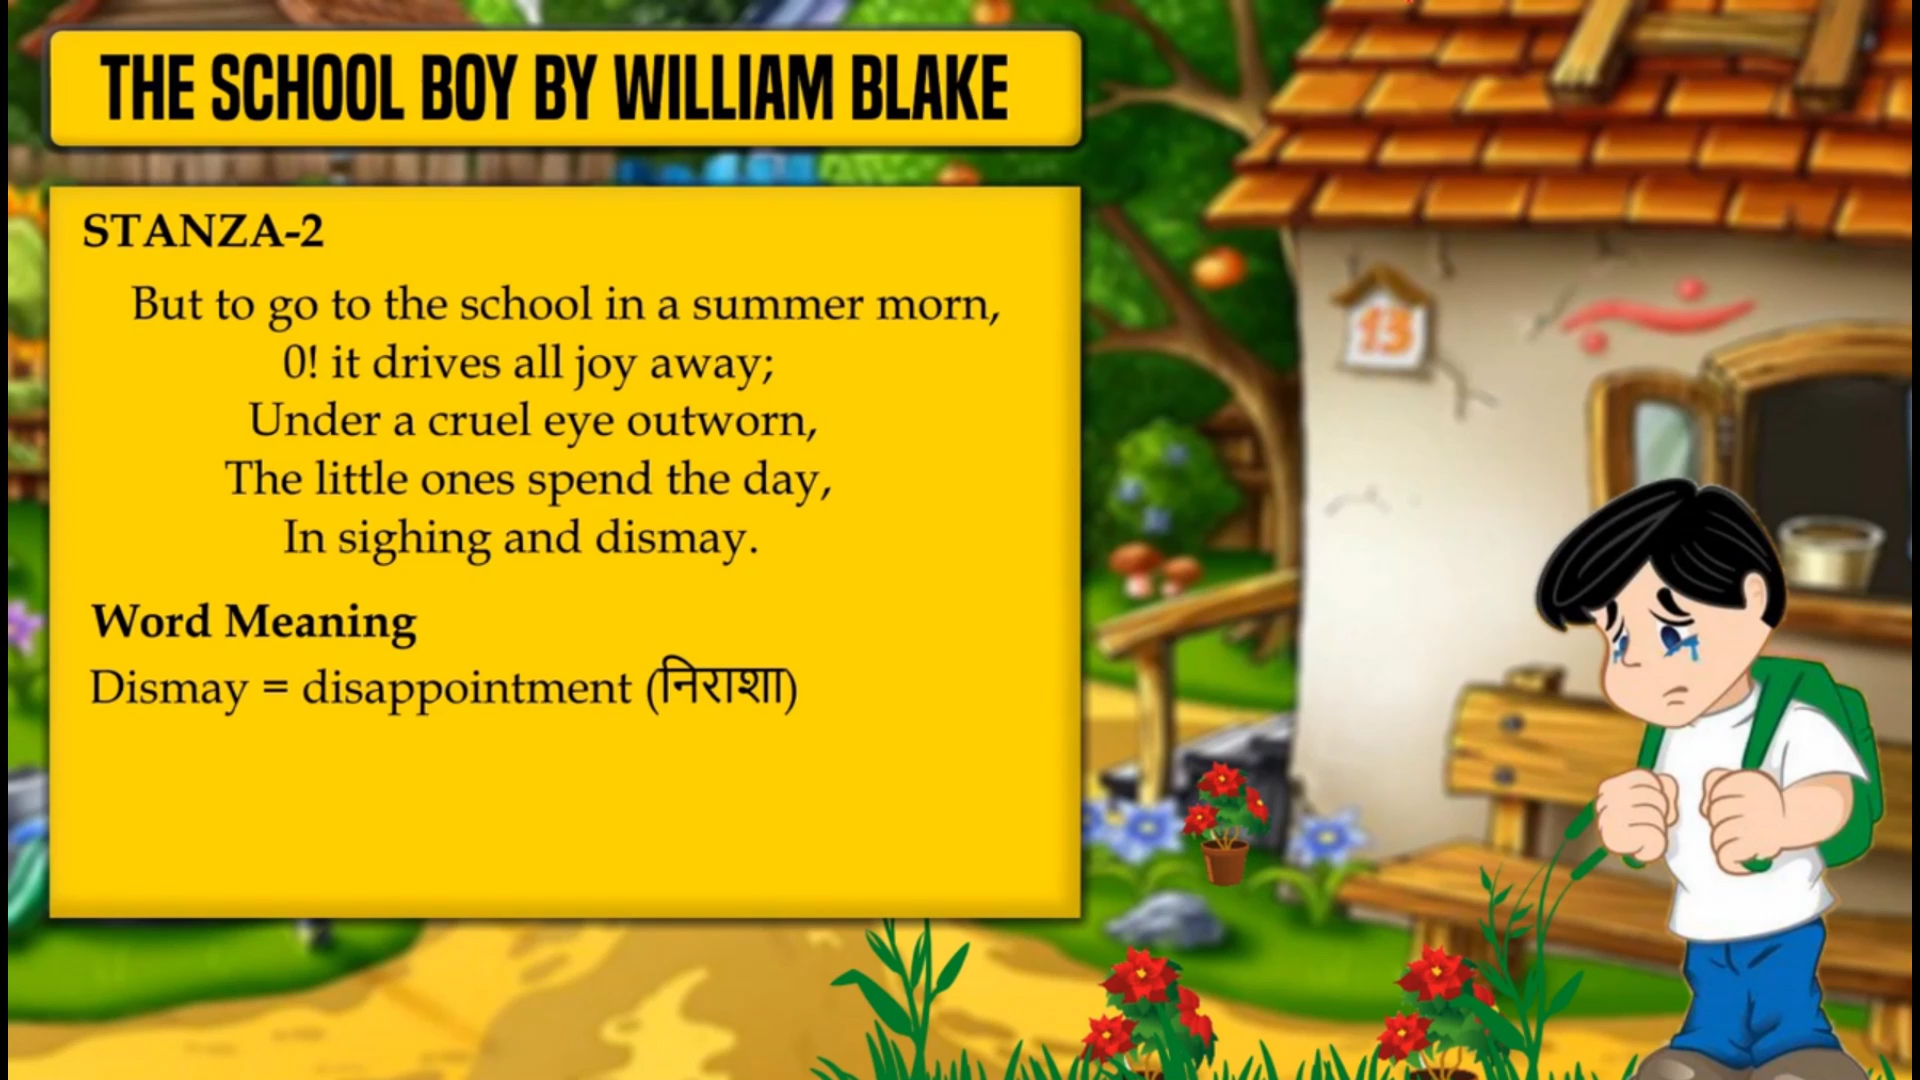 THE SCHOOL BOY BY WILLIAM BLAKE
STANZA-2
But to go to the school in a summer morn,
0! it drives all joy away;
Under a cruel eye outworn,
The little ones spend the day,
In sighing and dismay.
Word Meaning
Dismay = disappointment (निराशा)
13